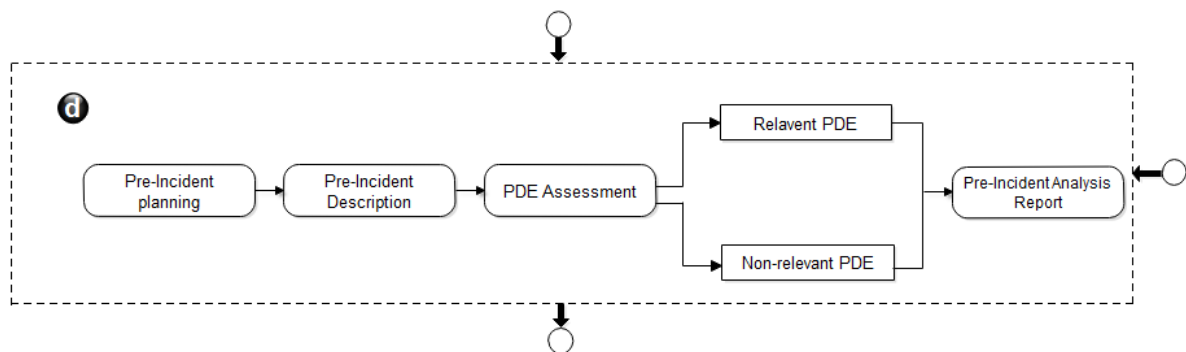 d
Pre-Incident
planning
Pre-Incident
Description
PDE Assessment
Relavent PDE
Non-relevant PDE
Pre-Incident Analysis
Report